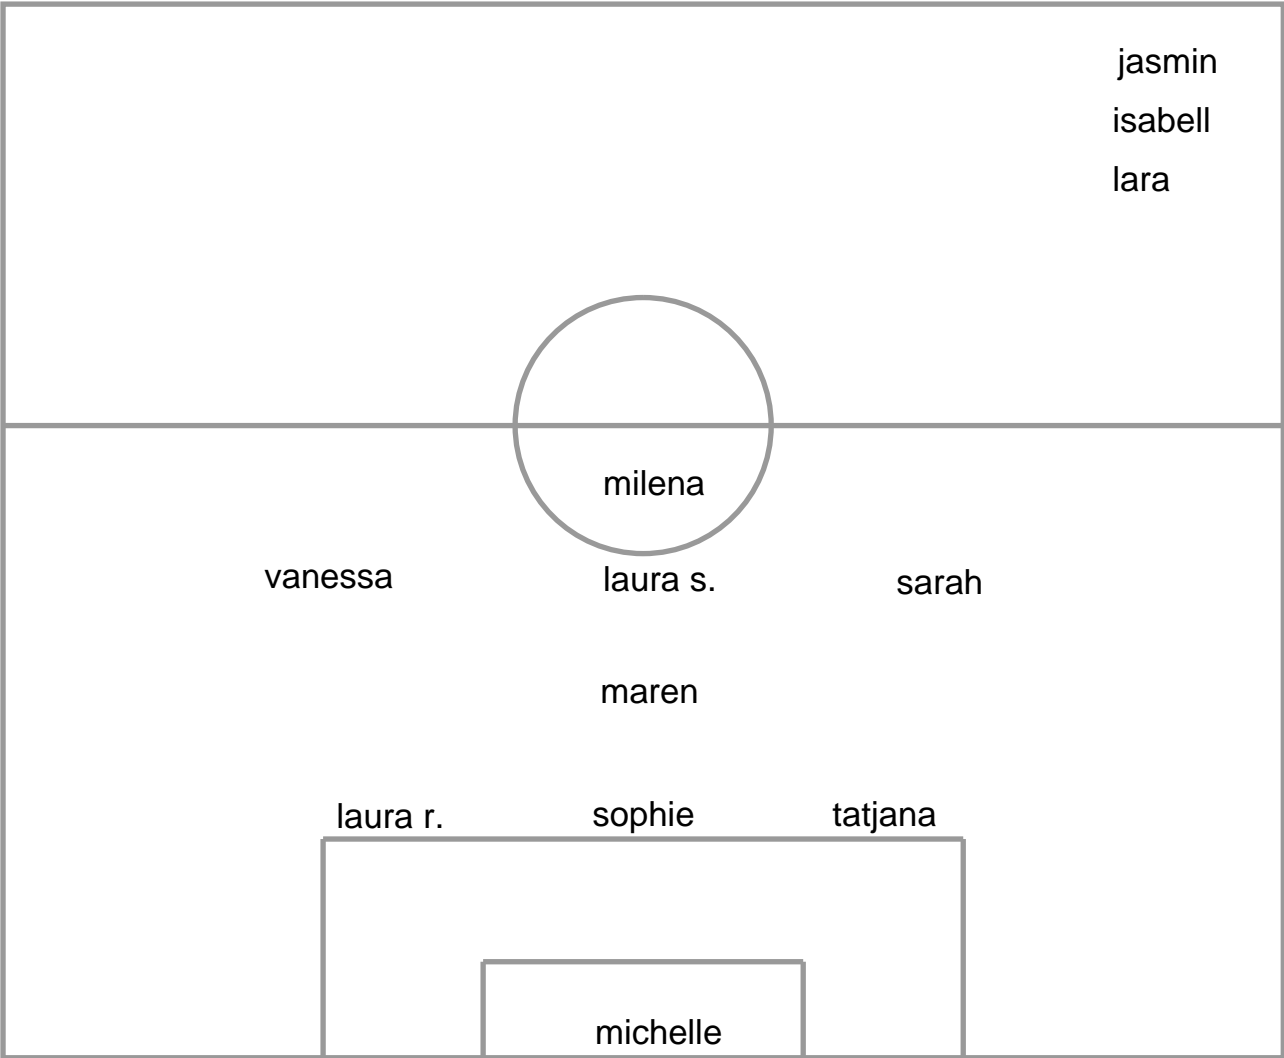 jasmin
isabell
lara
milena
vanessa laura s. sarah
maren
laura r. sophie tatjana
michelle